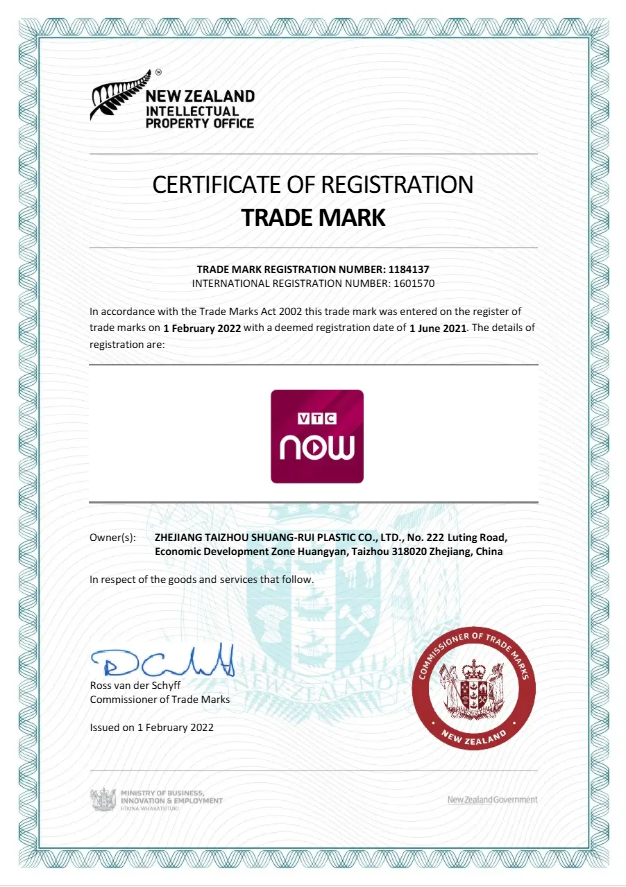 NEW ZEALAND
INTELLECTUAL
PROPERTY OFFICE
CERTIFICATE OF REGISTRATION
TRADE MARK
TRADE MARK REGISTRATION NUMBER: 1184137
INTERNATIONAL REGISTRATION NUMBER: 1601570
In accordance with the Trade Marks Act 2002 this trade mark was entered on the register of
trade marks on 1 February 2022 with a deemed registration date of 1 June 2021. The details of
registration are:
VTC
now
Owner(s): ZHEJIANG TAIZHOU SHUANG-RUI PLASTIC CO., LTD., No. 222 Luting Road,
Economic Development Zone Huangyan, Taizhou 318020 Zhejiang, China
In respect of the goods and services that follow.
NEW ZEALAND
Ross van der Schyff
Commissioner of Trade Marks
Issued on 1 February 2022
COMMISSIONER OF TRADE MARKS
NEW ZEALAND
MINISTRY OF BUSINESS,
INNOVATION & EMPLOYMENT
HĪKINA WHAKATUTUKI
New Zealand Government